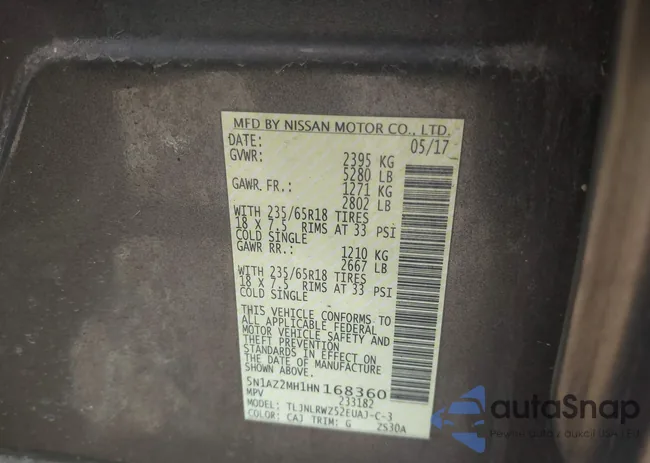 MFD BY NISSAN MOTOR CO., LTD.
DATE: 05/17
GVWR: 2395 KG
5280 LB
GAWR FR.: 1271 KG
2802 LB
WITH 235/65R18 TIRES
18 X 7.5 RIMS AT 33 PSI
COLD SINGLE
GAWR RR.: 1210 KG
2667 LB
WITH 235/65R18 TIRES
18 X 7.5 RIMS AT 33 PSI
COLD SINGLE
THIS VEHICLE CONFORMS TO
ALL APPLICABLE FEDERAL
MOTOR VEHICLE SAFETY AND
THEFT PREVENTION
STANDARDS IN EFFECT ON
THE DATE OF MANUFACTURE
SHOWN ABOVE.
5N1AZ2MH1HN168360
MPV 233182
MODEL: TLJNLRWZ52EUAJ-C-3
COLOR: CAJ TRIM: G 2S30A
autoSnap